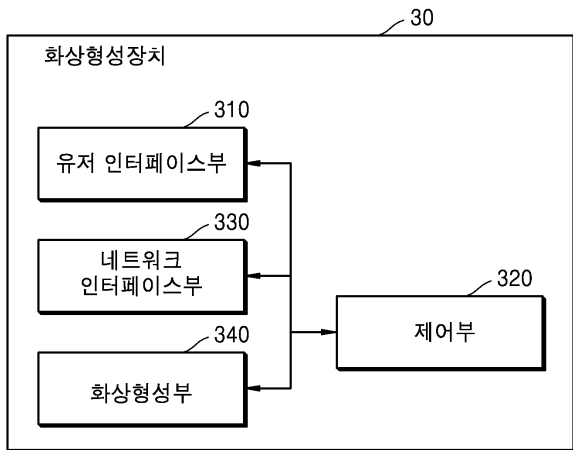 30
화상형성장치
310
유저 인터페이스부
330
네트워크
인터페이스부
320
제어부
340
화상형성부